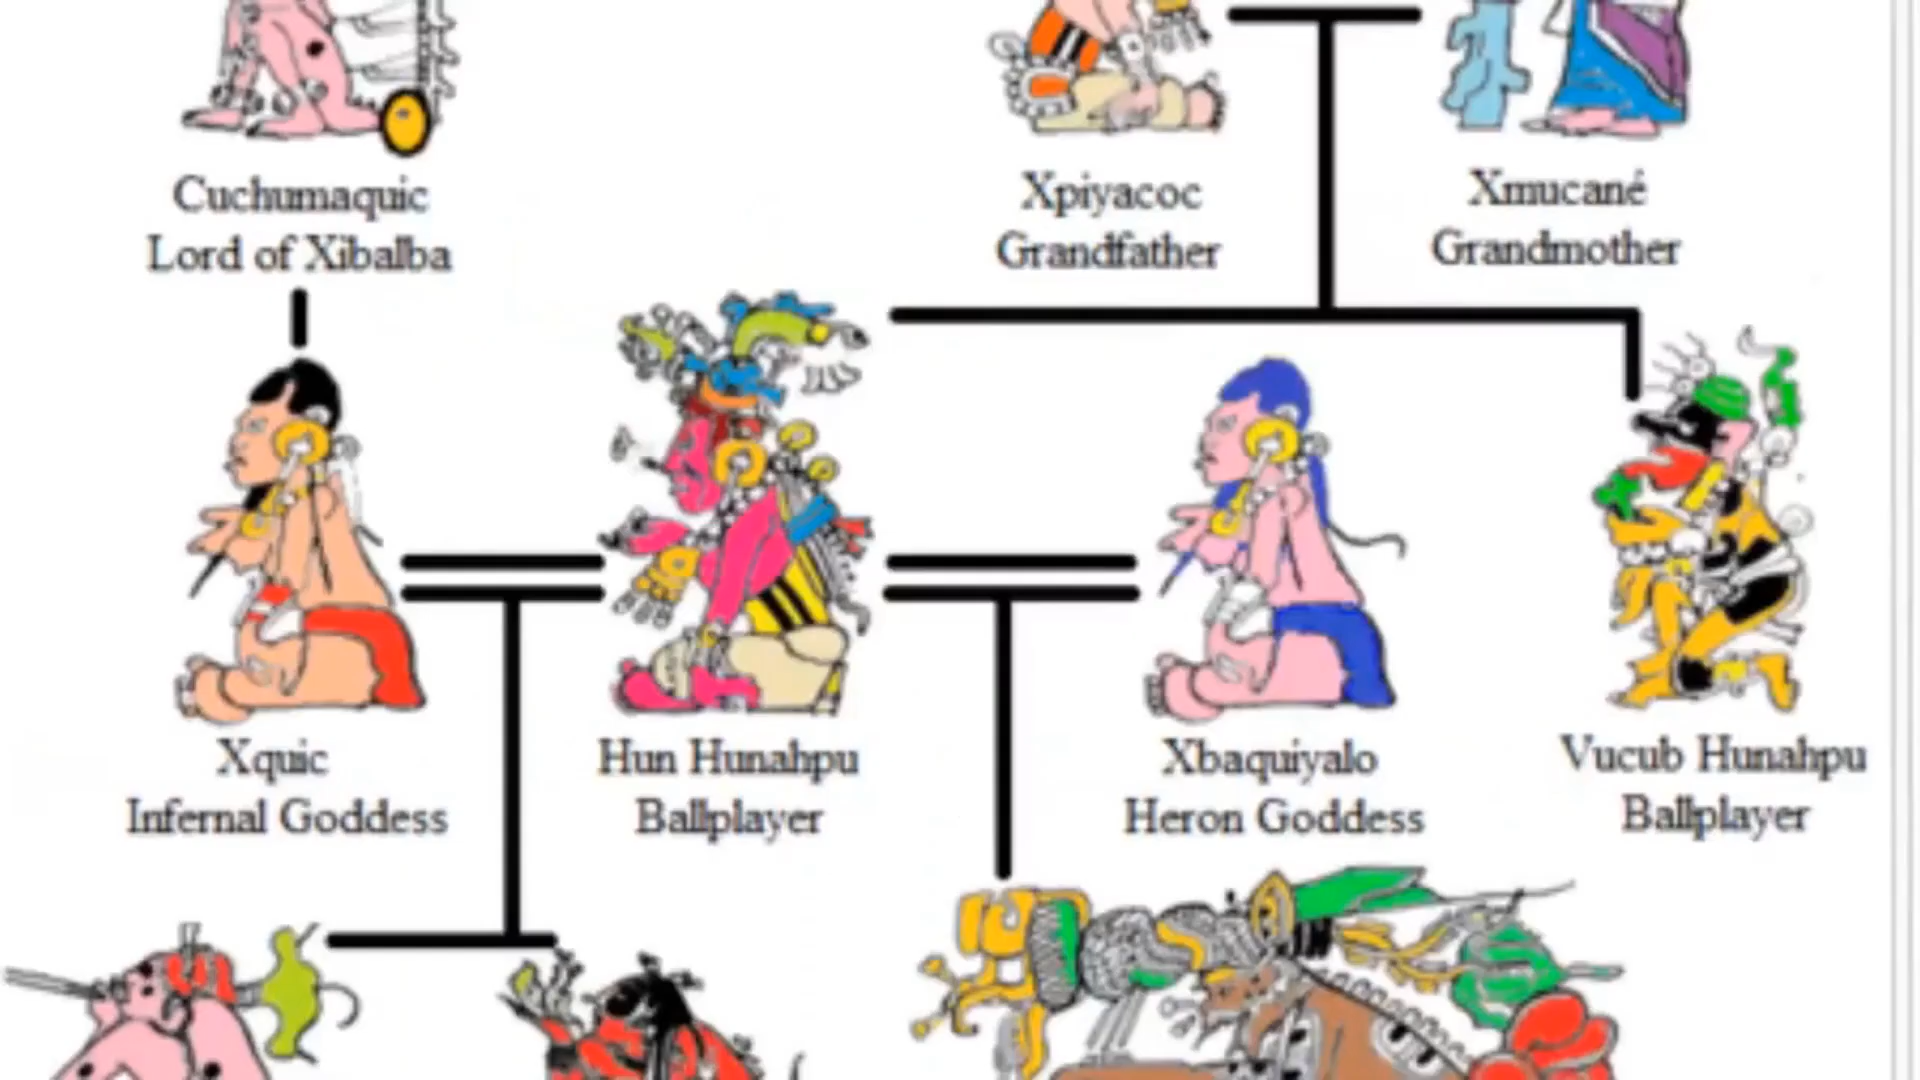 Cuchumaquic
Lord of Xibalba
Xpiyacoc
Grandfather
Xmucané
Grandmother
Xquic
Infernal Goddess
Hun Hunahpu
Ballplayer
Xbaquiyalo
Heron Goddess
Vucub Hunahpu
Ballplayer